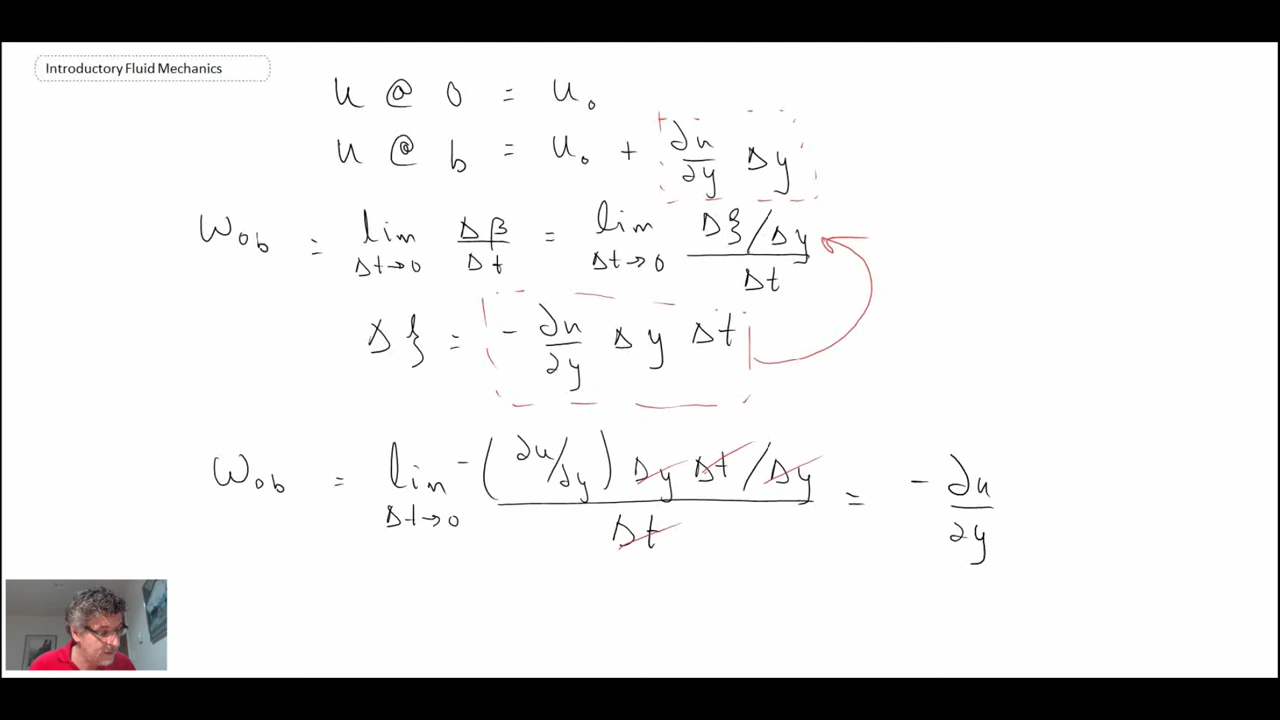 Introductory Fluid Mechanics
u @ 0 = u₀
u @ b = u₀ + ∂u/∂y Δy
ω₀b = lim Δt→0 Δβ/Δt = lim Δt→0 (Δξ/Δy)/Δt
Δξ = - ∂u/∂y Δy Δt
ω₀b = lim Δt→0 -(∂u/∂y) Δy Δt/Δy / Δt = - ∂u/∂y